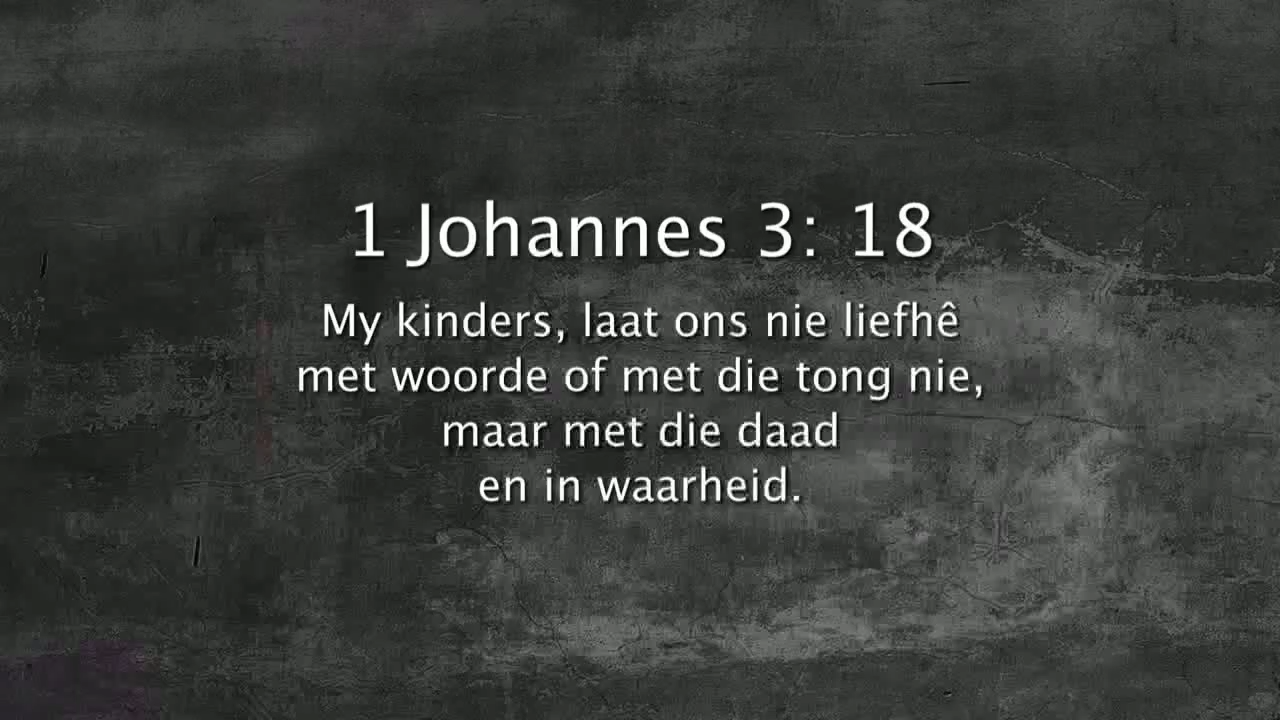 1 Johannes 3: 18
My kinders, laat ons nie liefhê
met woorde of met die tong nie,
maar met die daad
en in waarheid.